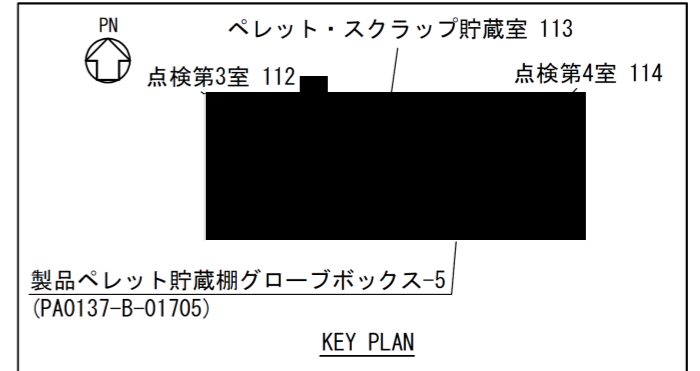 PN
ペレット・スクラップ貯蔵室 113
点検第3室 112
点検第4室 114
製品ペレット貯蔵棚グローブボックス-5
(PA0137-B-01705)
KEY PLAN